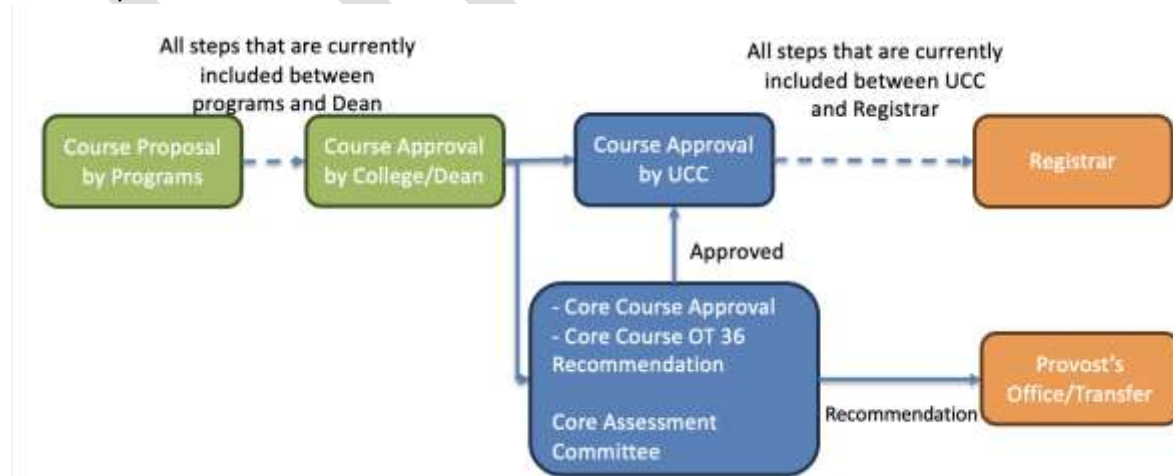 All steps that are currently
included between
programs and Dean
All steps that are currently
included between UCC
and Registrar
Course Proposal
by Programs
Course Approval
by College/Dean
Course Approval
by UCC
Registrar
Approved
- Core Course Approval
- Core Course OT 36
Recommendation
Core Assessment
Committee
Recommendation
Provost's
Office/Transfer